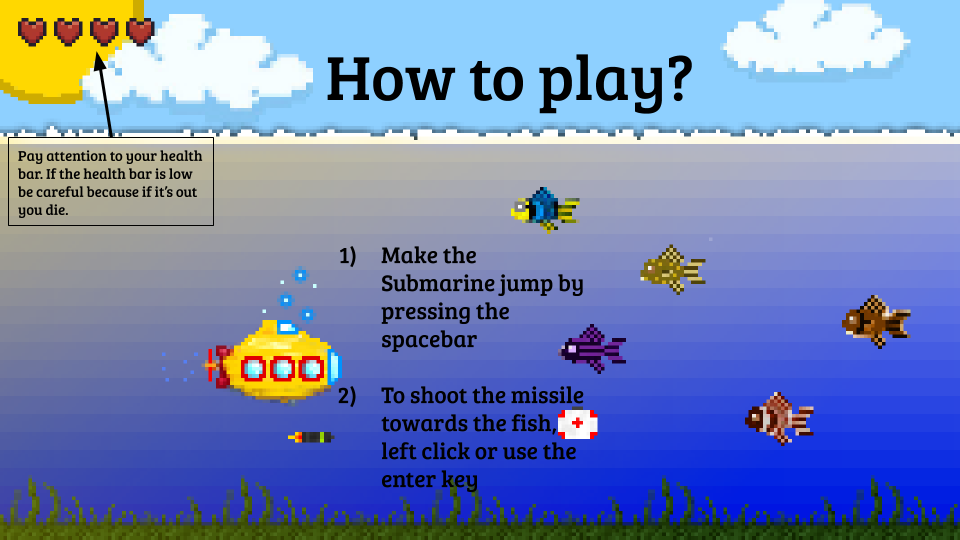 How to play?
Pay attention to your health
bar. If the health bar is low
be careful because if it's out
you die.
1) Make the
Submarine jump by
pressing the
spacebar
2) To shoot the missile
towards the fish,
left click or use the
enter key